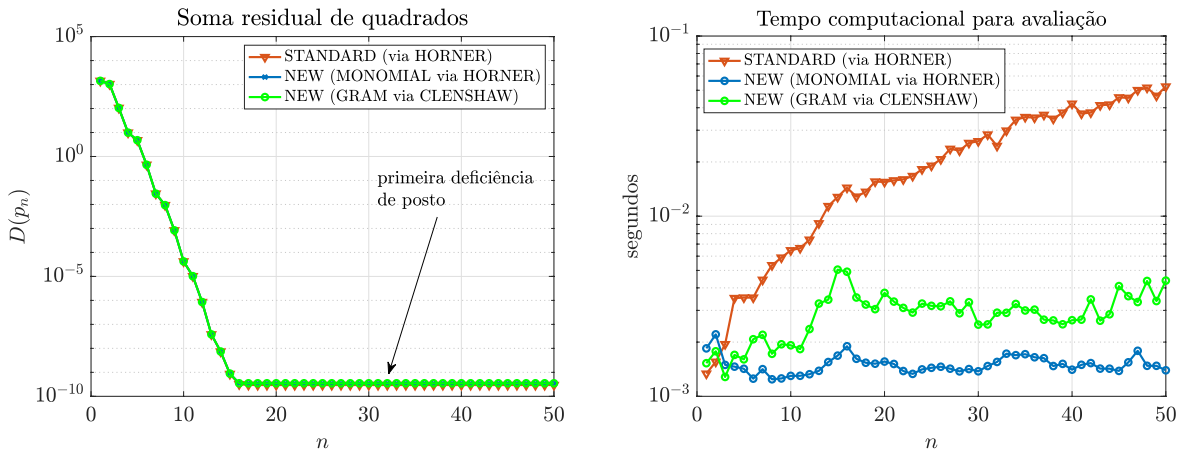 Soma residual de quadrados
10^5
10^0
10^-5
10^-10
D(p_n)
STANDARD (via HORNER)
NEW (MONOMIAL via HORNER)
NEW (GRAM via CLENSHAW)
primeira deficiência
de posto
0 10 20 30 40 50
n
Tempo computacional para avaliação
10^-1
10^-2
10^-3
segundos
STANDARD (via HORNER)
NEW (MONOMIAL via HORNER)
NEW (GRAM via CLENSHAW)
0 10 20 30 40 50
n